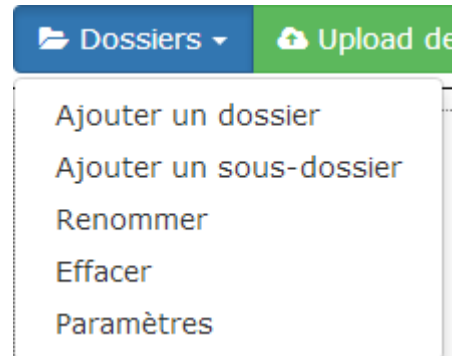 Dossiers
Upload de
Ajouter un dossier
Ajouter un sous-dossier
Renommer
Effacer
Paramètres